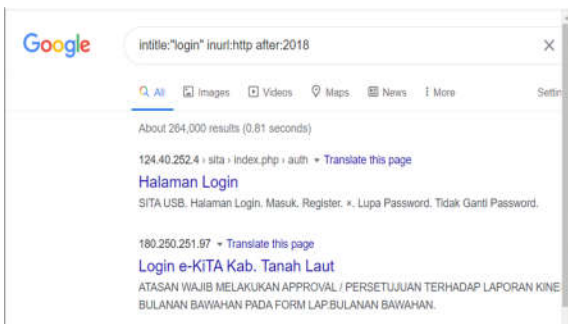 Google
intitle:"login" inurl:http after:2018
All Images Videos Maps News More Settin
About 264,000 results (0.81 seconds)
124.40.252.4 › sita › index.php › auth Translate this page
Halaman Login
SITA USB. Halaman Login. Masuk. Register. ×. Lupa Password. Tidak Ganti Password.
180.250.251.97 Translate this page
Login e-KiTA Kab. Tanah Laut
ATASAN WAJIB MELAKUKAN APPROVAL / PERSETUJUAN TERHADAP LAPORAN KINE
BULANAN BAWAHAN PADA FORM LAP.BULANAN BAWAHAN.